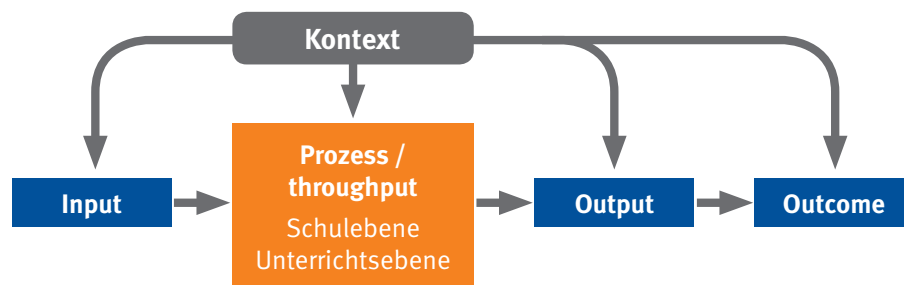 Kontext
Prozess /
throughput
Schulebene
Unterrichtsebene
Input
Output
Outcome